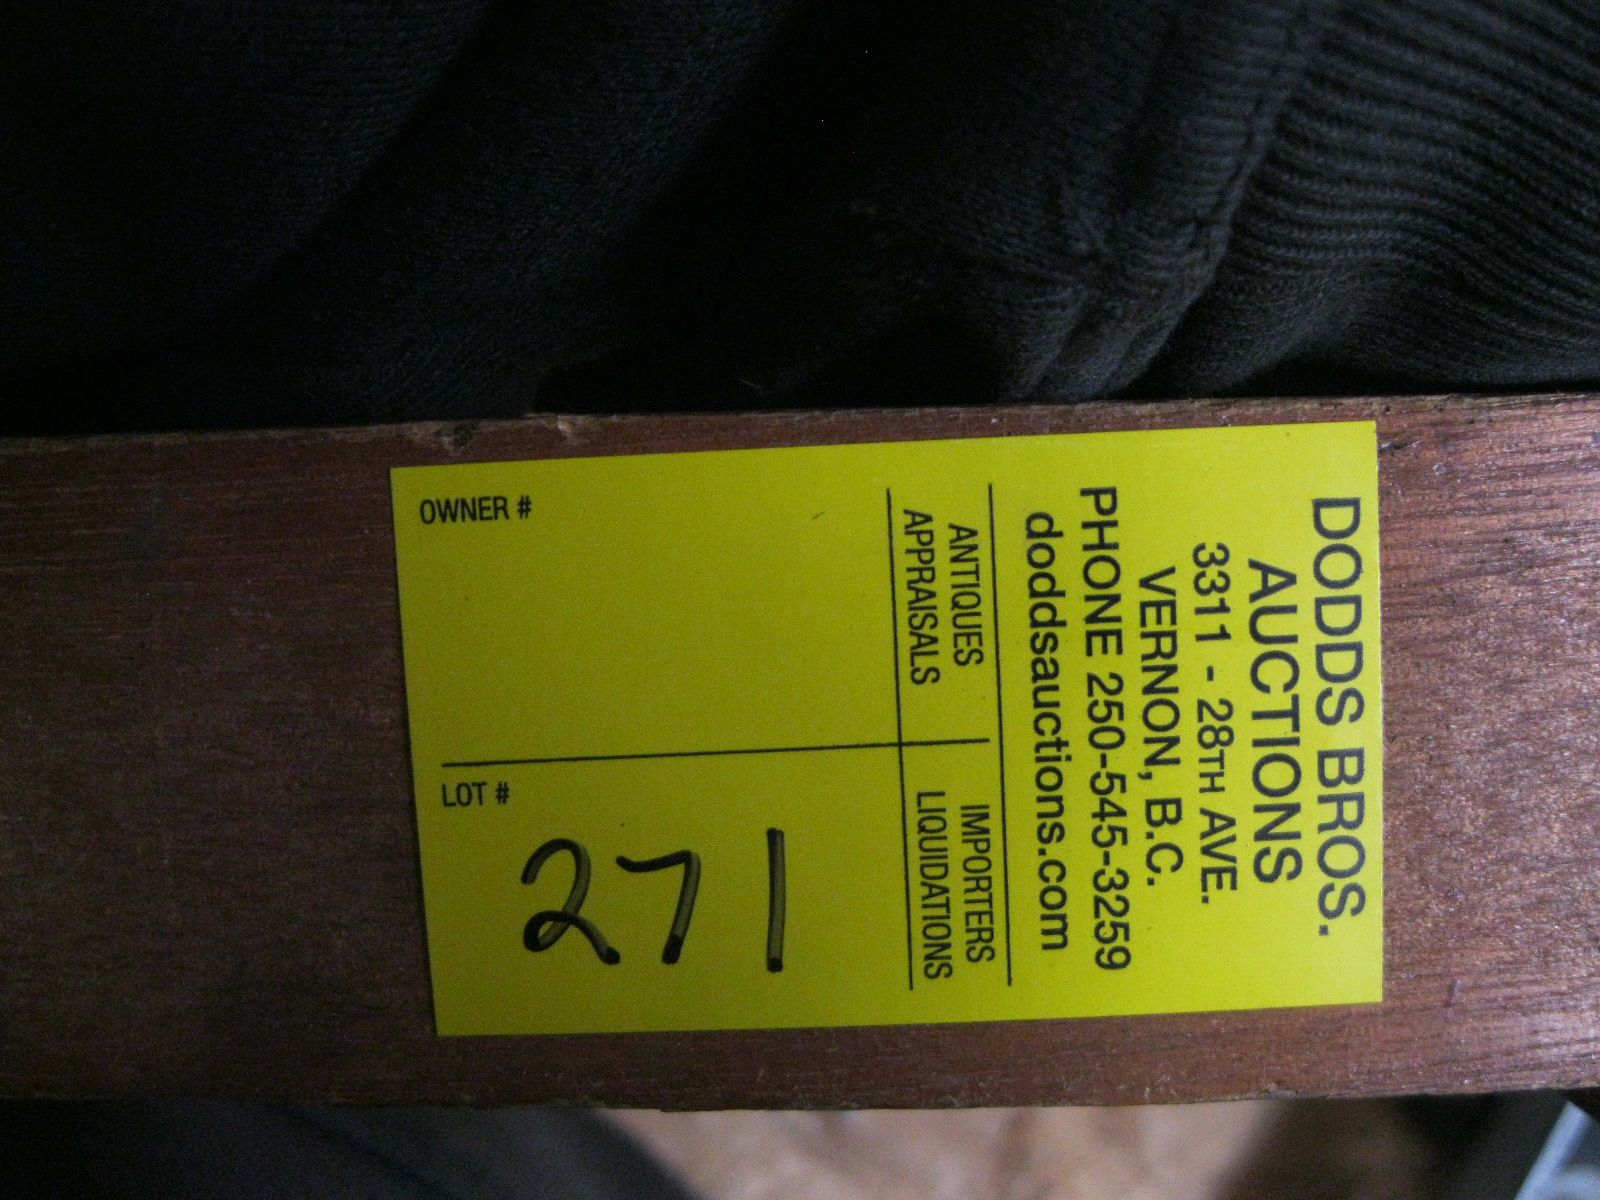 DODDS BROS.
AUCTIONS
3311 - 28TH AVE.
VERNON, B.C.
PHONE 250-545-3259
doddsauctions.com
ANTIQUES
APPRAISALS
IMPORTERS
LIQUIDATIONS
OWNER #
LOT #
271